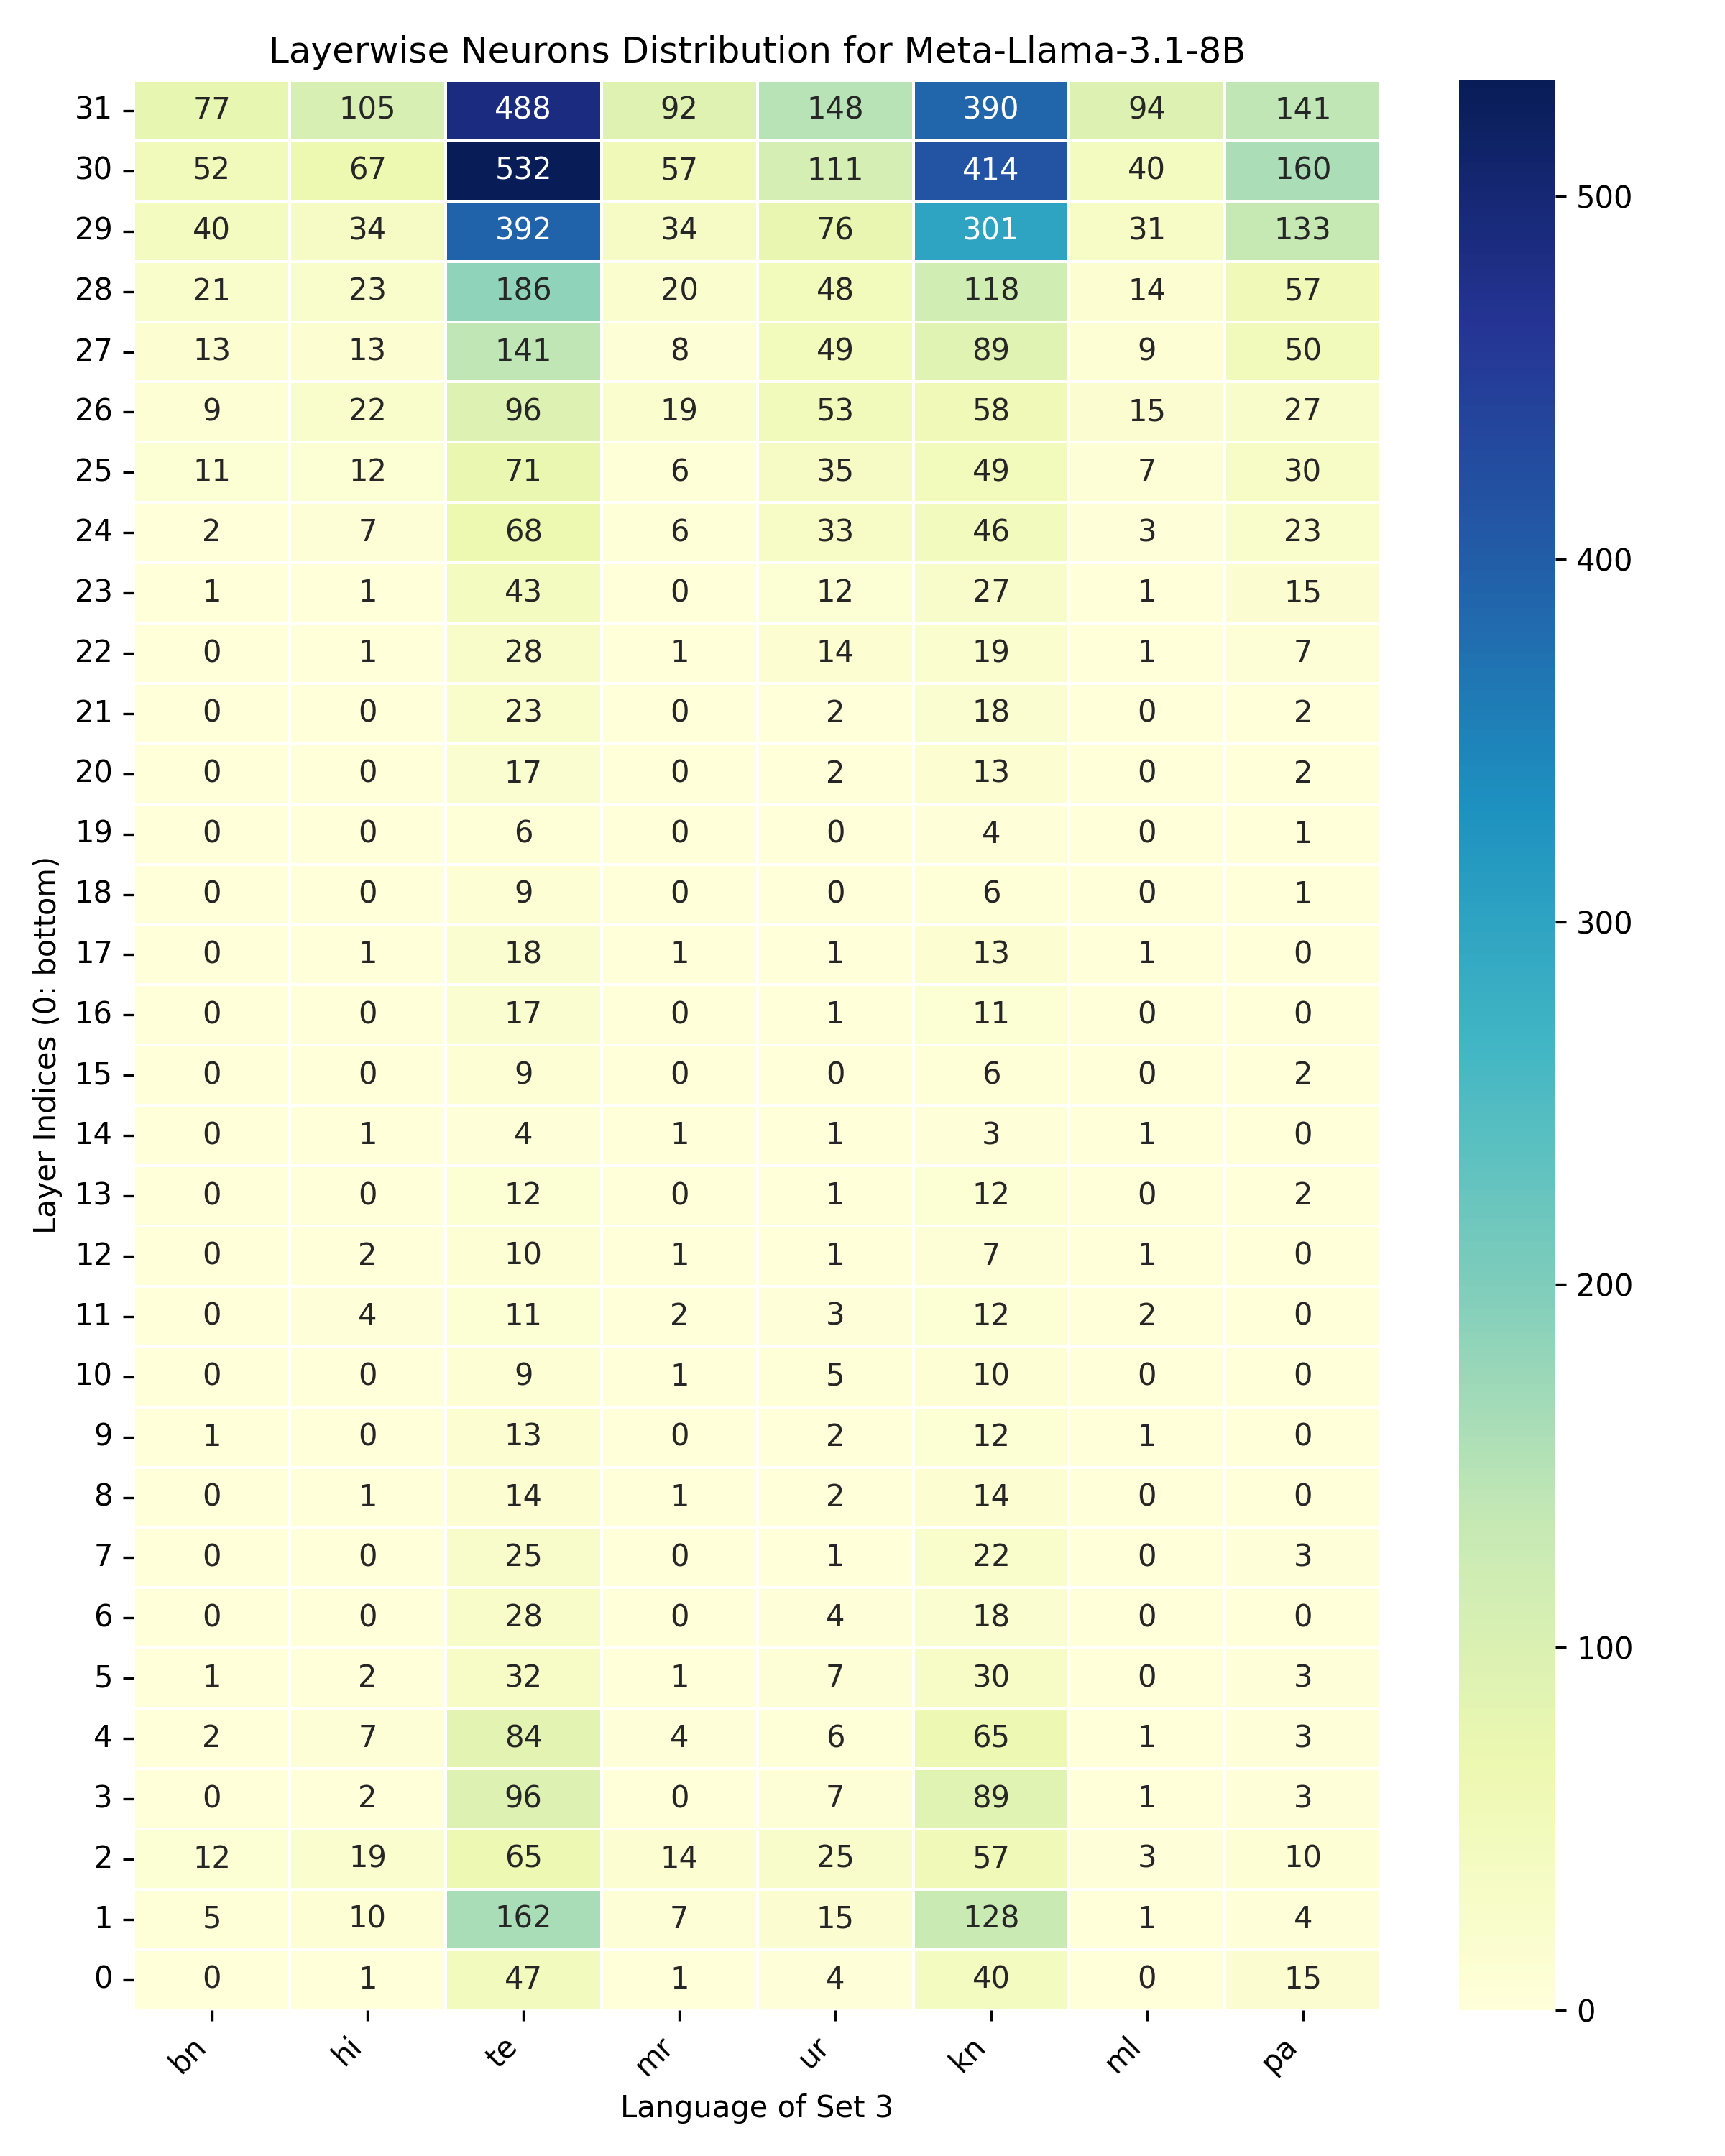 Layerwise Neurons Distribution for Meta-Llama-3.1-8B
31 77 105 488 92 148 390 94 141
30 52 67 532 57 111 414 40 160
29 40 34 392 34 76 301 31 133
28 21 23 186 20 48 118 14 57
27 13 13 141 8 49 89 9 50
26 9 22 96 19 53 58 15 27
25 11 12 71 6 35 49 7 30
24 2 7 68 6 33 46 3 23
23 1 1 43 0 12 27 1 15
22 0 1 28 1 14 19 1 7
21 0 0 23 0 2 18 0 2
20 0 0 17 0 2 13 0 2
19 0 0 6 0 0 4 0 1
18 0 0 9 0 0 6 0 1
17 0 1 18 1 1 13 1 0
16 0 0 17 0 1 11 0 0
15 0 0 9 0 0 6 0 2
14 0 1 4 1 1 3 1 0
13 0 0 12 0 1 12 0 2
12 0 2 10 1 1 7 1 0
11 0 4 11 2 3 12 2 0
10 0 0 9 1 5 10 0 0
9 1 0 13 0 2 12 1 0
8 0 1 14 1 2 14 0 0
7 0 0 25 0 1 22 0 3
6 0 0 28 0 4 18 0 0
5 1 2 32 1 7 30 0 3
4 2 7 84 4 6 65 1 3
3 0 2 96 0 7 89 1 3
2 12 19 65 14 25 57 3 10
1 5 10 162 7 15 128 1 4
0 0 1 47 1 4 40 0 15
bn hi te mr ur kn ml pa
Language of Set 3
Layer Indices (0: bottom)
500
400
300
200
100
0